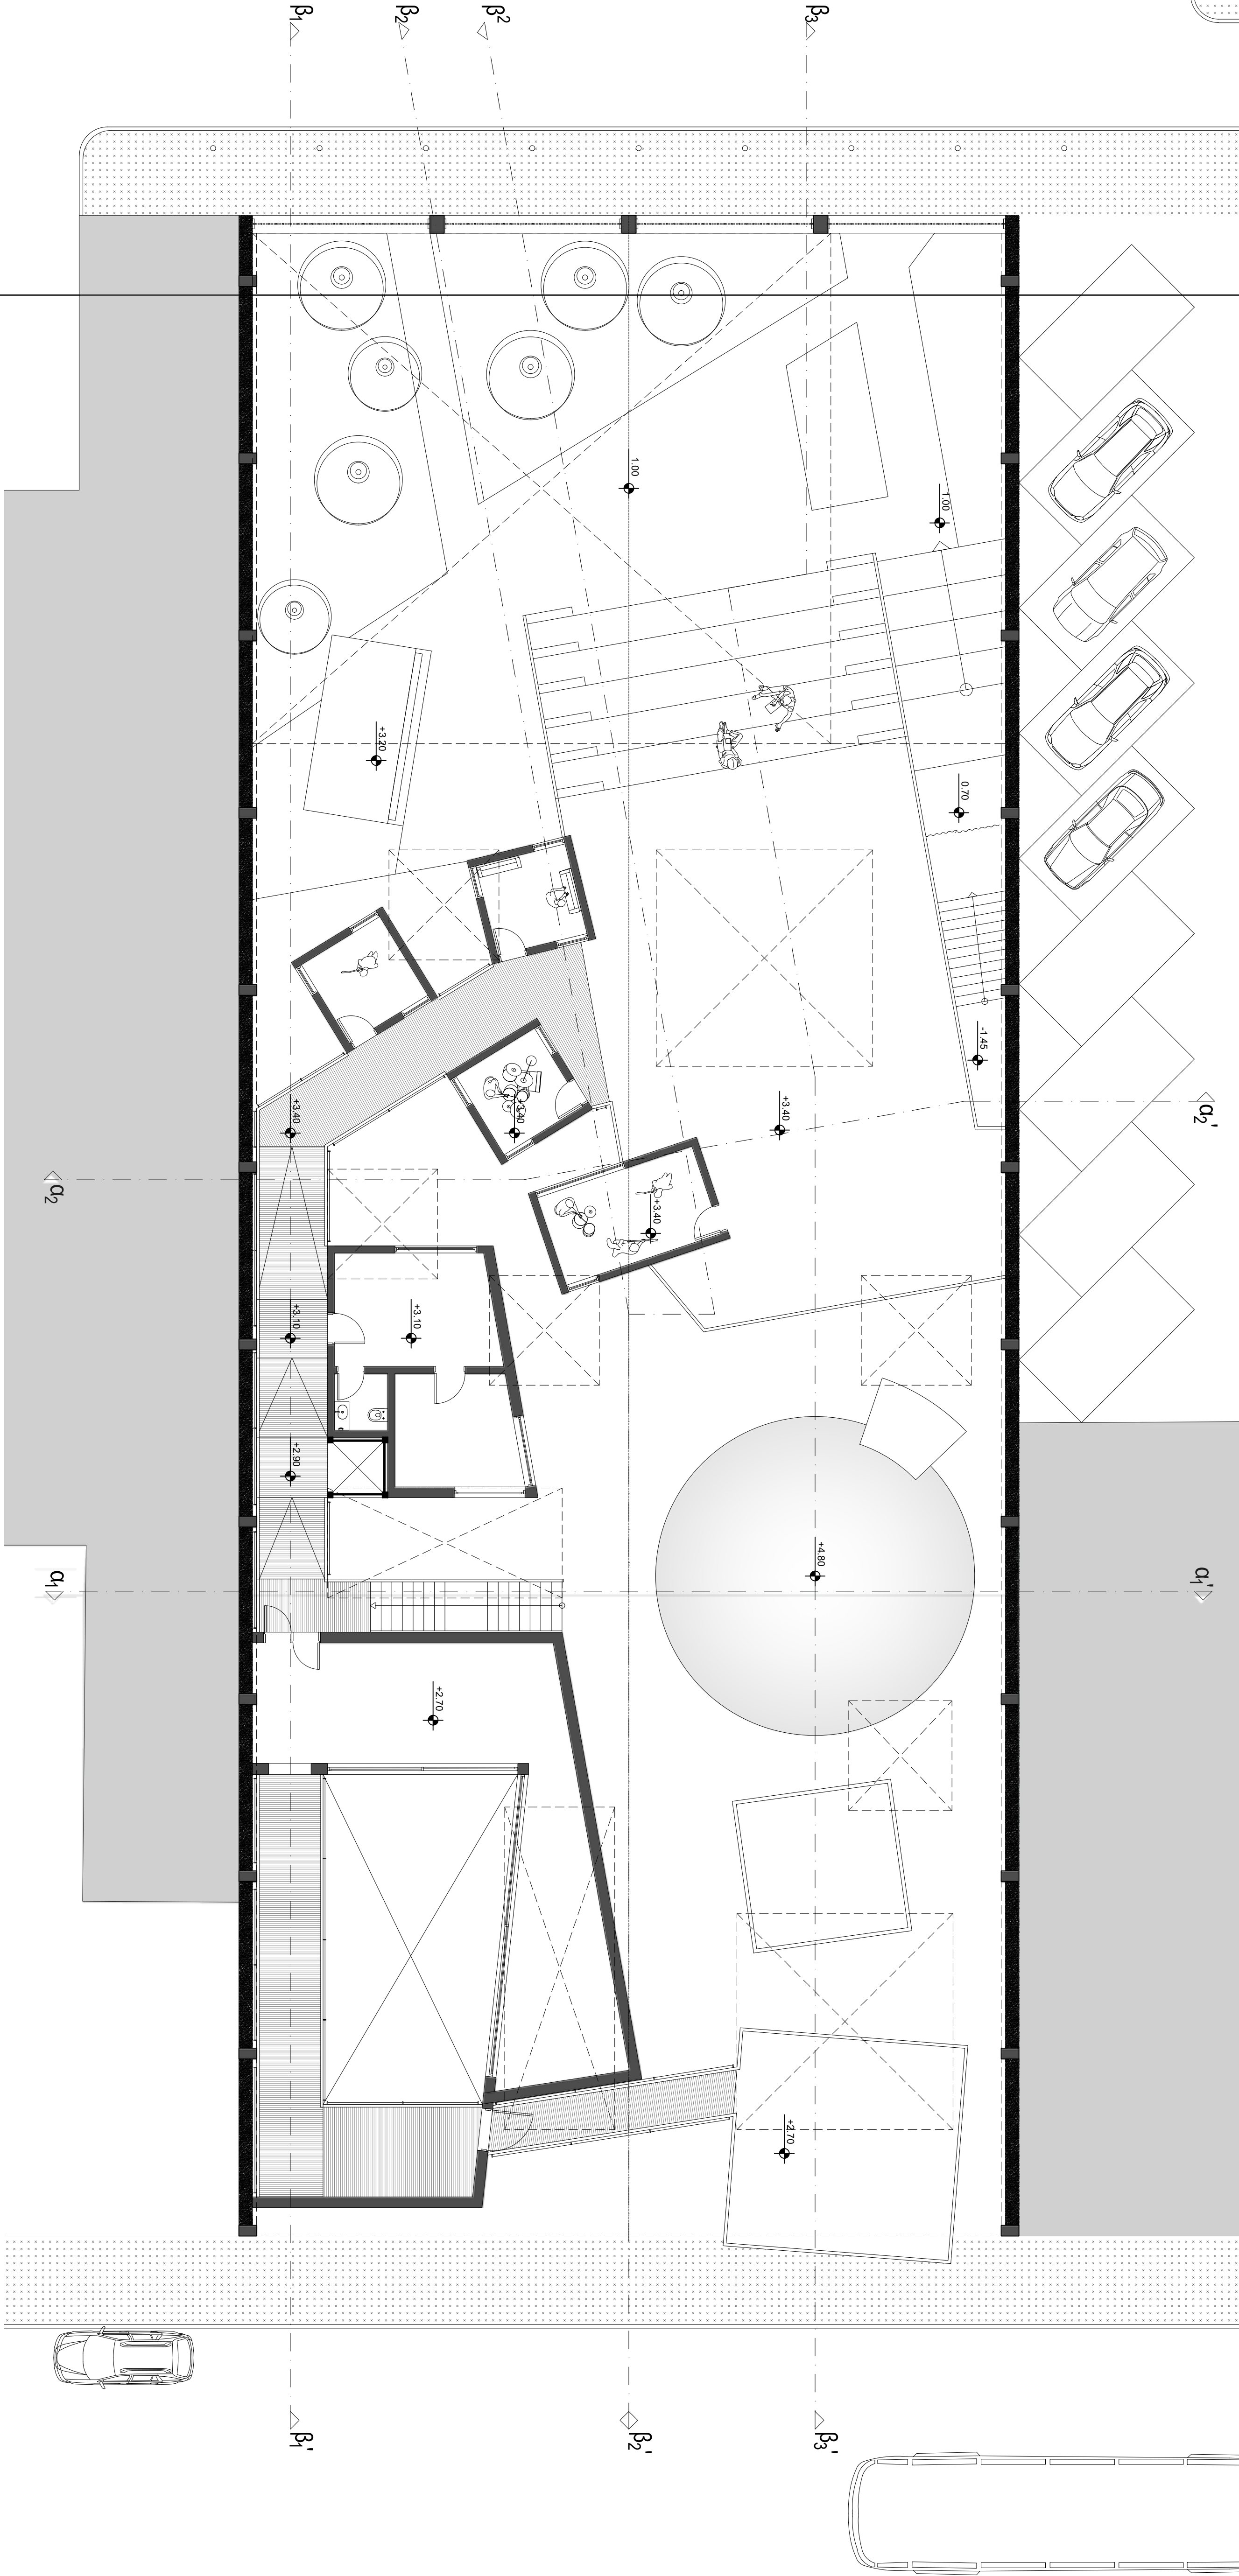 β1
β2
β2
β3
1.00
1.00
+3.20
0.70
-1.45
+3.40
+3.40
+3.40
α2'
α2
+3.40
+3.10
+3.10
+2.90
+4.80
α1
α1'
+2.70
+2.70
β1'
β2'
β3'